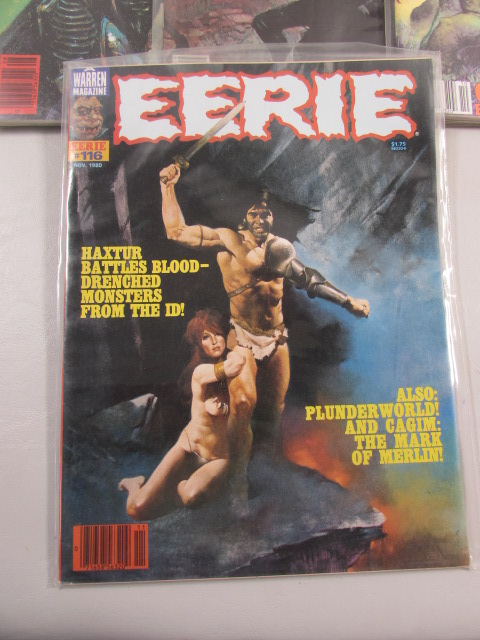 WARREN
MAGAZINE
EERIE
EERIE
#116
NOV. 1980
$1.75
HAXTUR
BATTLES BLOOD-
DRENCHED
MONSTERS
FROM THE ID!
ALSO:
PLUNDERWORLD!
AND CAGIM:
THE MARK
OF MERLIN!